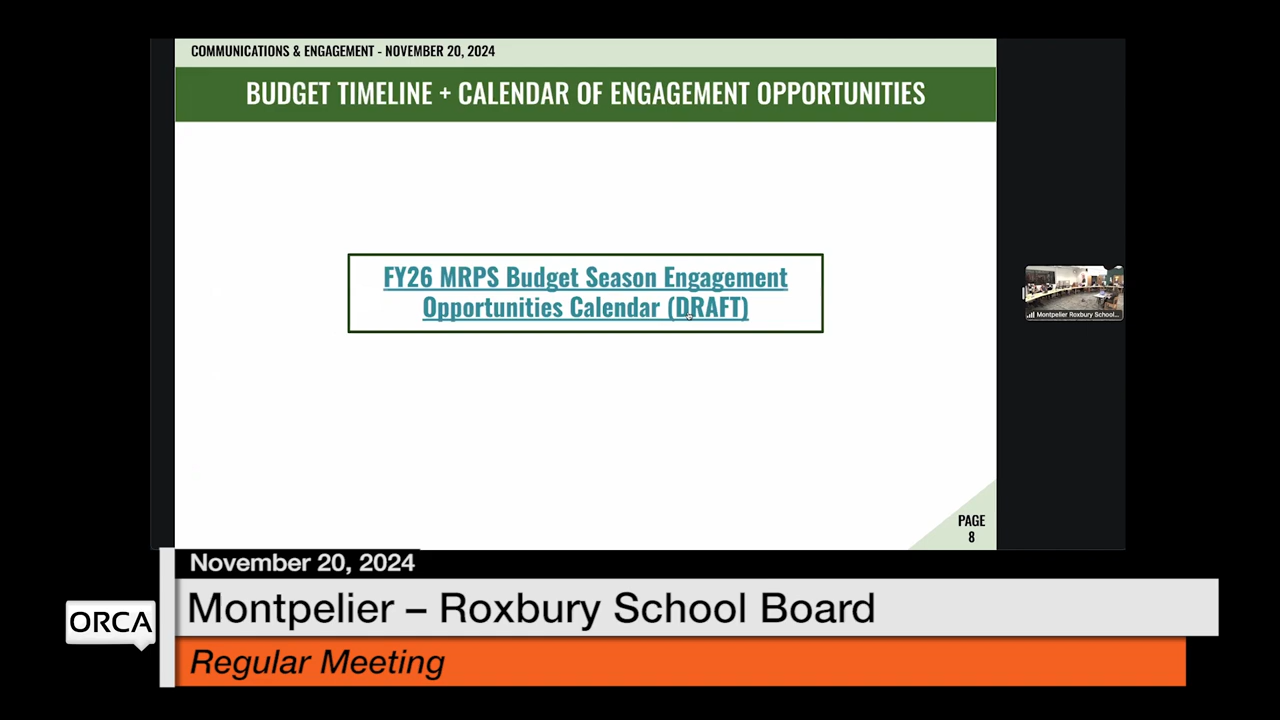 COMMUNICATIONS & ENGAGEMENT - NOVEMBER 20, 2024
BUDGET TIMELINE + CALENDAR OF ENGAGEMENT OPPORTUNITIES
FY26 MRPS Budget Season Engagement
Opportunities Calendar (DRAFT)
Montpelier Roxbury School...
PAGE
8
November 20, 2024
Montpelier – Roxbury School Board
ORCA
Regular Meeting